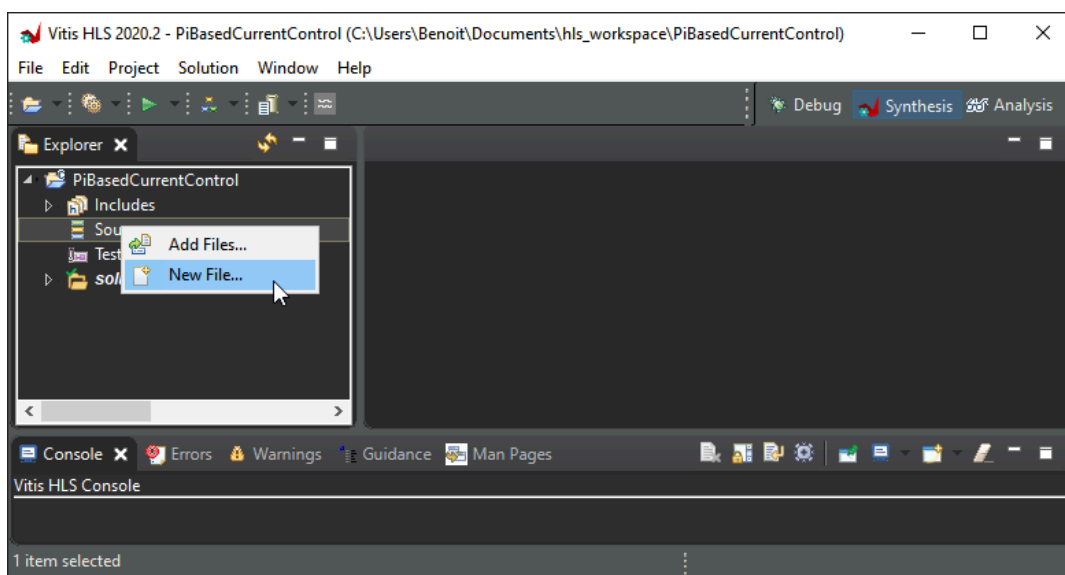 Vitis HLS 2020.2 - PiBasedCurrentControl (C:\Users\Benoit\Documents\hls_workspace\PiBasedCurrentControl)
File Edit Project Solution Window Help
Debug Synthesis Analysis
Explorer
PiBasedCurrentControl
Includes
Sou
Add Files...
Test
New File...
sol
Console Errors Warnings Guidance Man Pages
Vitis HLS Console
1 item selected